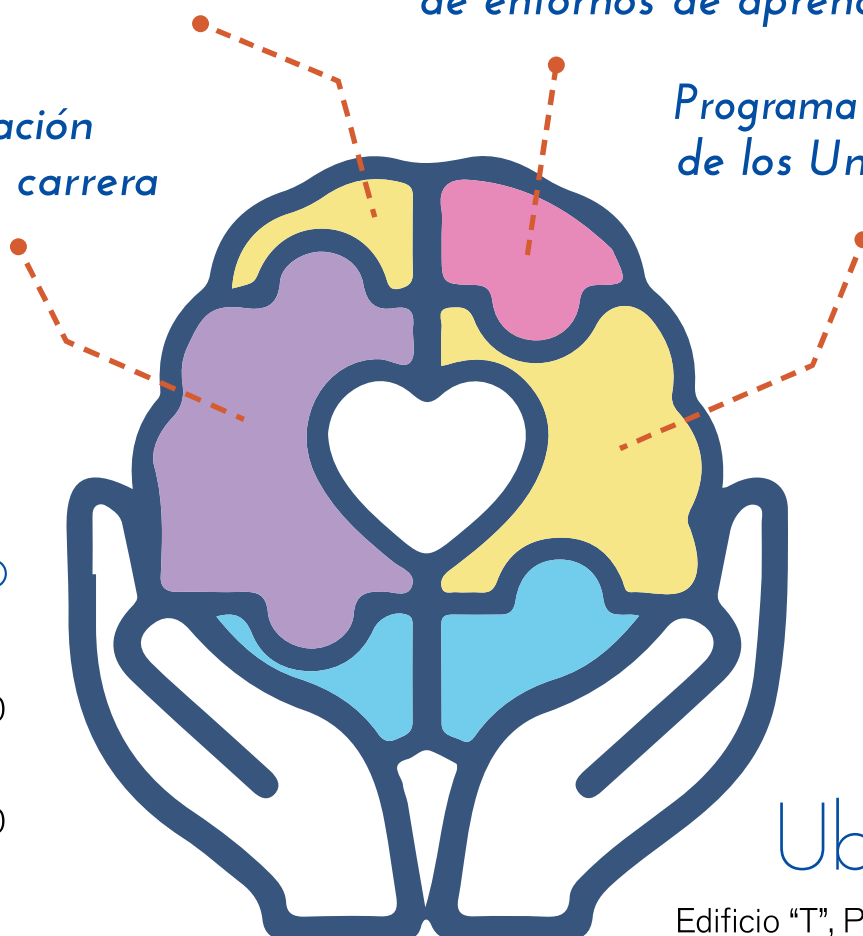 de entornos de aprend
Programa
de los Un
ación
carrera
Ub
Edificio “T”, P